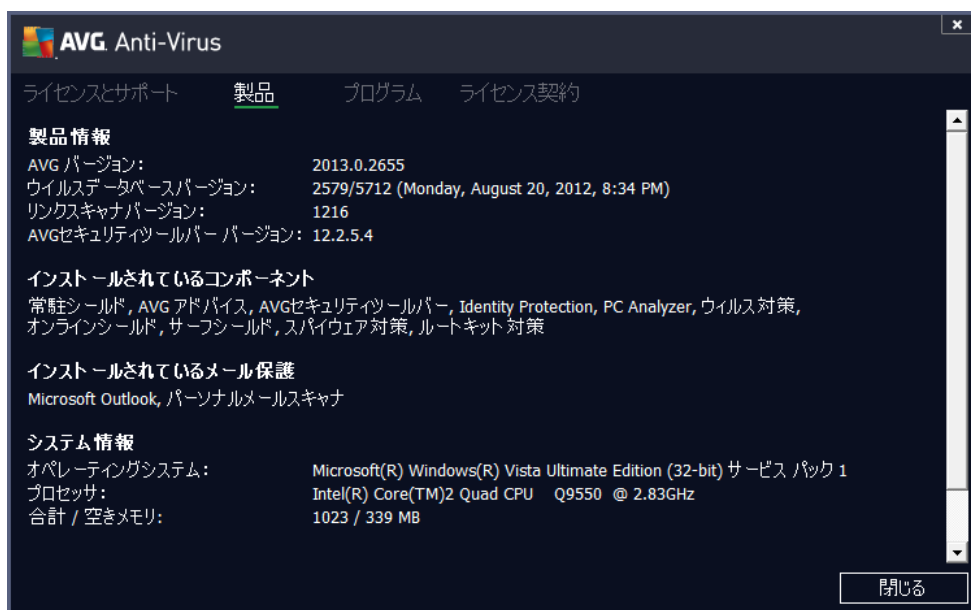 AVG. Anti-Virus
ライセンスとサポート 製品 プログラム ライセンス契約
製品情報
AVG バージョン: 2013.0.2655
ウイルスデータベースバージョン: 2579/5712 (Monday, August 20, 2012, 8:34 PM)
リンクスキャナバージョン: 1216
AVGセキュリティツールバー バージョン: 12.2.5.4
インストールされているコンポーネント
常駐シールド, AVG アドバイス, AVGセキュリティツールバー, Identity Protection, PC Analyzer, ウィルス対策,
オンラインシールド, サーフシールド, スパイウェア対策, ルートキット対策
インストールされているメール保護
Microsoft Outlook, パーソナルメールスキャナ
システム情報
オペレーティングシステム: Microsoft(R) Windows(R) Vista Ultimate Edition (32-bit) サービス パック 1
プロセッサ: Intel(R) Core(TM)2 Quad CPU Q9550 @ 2.83GHz
合計 / 空きメモリ: 1023 / 339 MB
閉じる